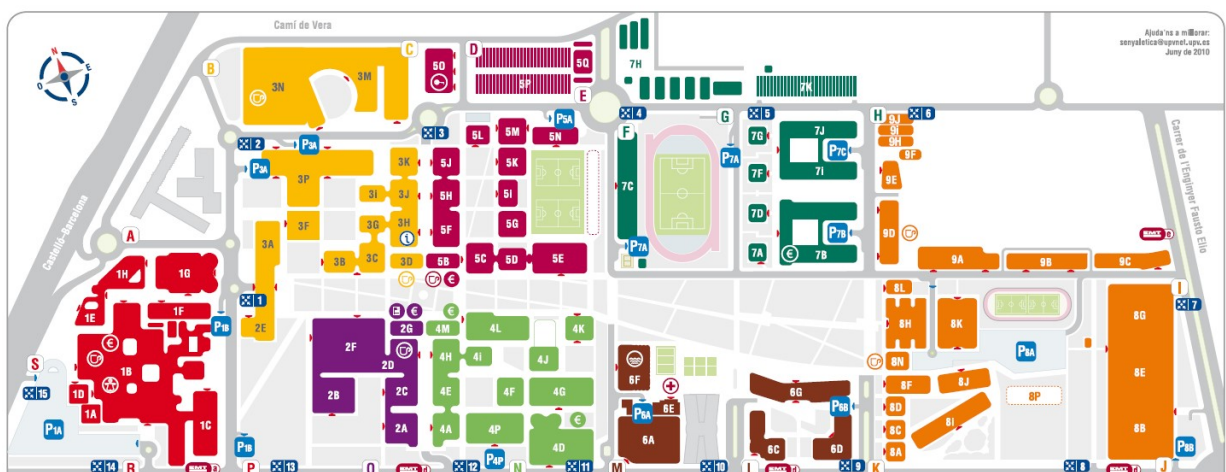 Camí de Vera
Ajuda'ns a millorar:
senyaletica@upvnet.upv.es
Juny de 2010
N
E
S
O
B
C
D
E
3N
3M
5O
5P
5Q
7H
7K
2
P3A
3
P5A
4
F
G
5
H
6
P3A
3P
3K
5J
5L
5M
5N
5K
7C
P7A
7G
7J
P7C
7F
7I
9J
9I
9H
9F
9E
3F
3i
3J
5H
5I
3G
3H
5F
5G
7D
P7B
9D
A
3A
3B
3C
3D
5B
5C
5D
5E
P7A
7A
7B
9A
9B
9C
EMT e
Castelló-Barcelona
Carrer de l'Enginyer Fausto Elio
1H
1G
1E
1F
P1B
1
2E
2G
4M
4L
4K
8L
8H
8K
8G
I
7
2F
2D
4H
4i
4J
6F
8N
P8A
S
15
1B
1D
1A
1C
2B
2C
4E
4F
4G
P6A
6E
6G
P6B
8F
8J
8E
8D
8P
P1A
P1B
2A
4A
4P
4D
6A
6C
6D
8C
8I
8A
8B
P8B
14
R
EMT a
P
13
Q
EMT d
12
P4P
N
11
M
10
L
EMT d
9
K
8
J